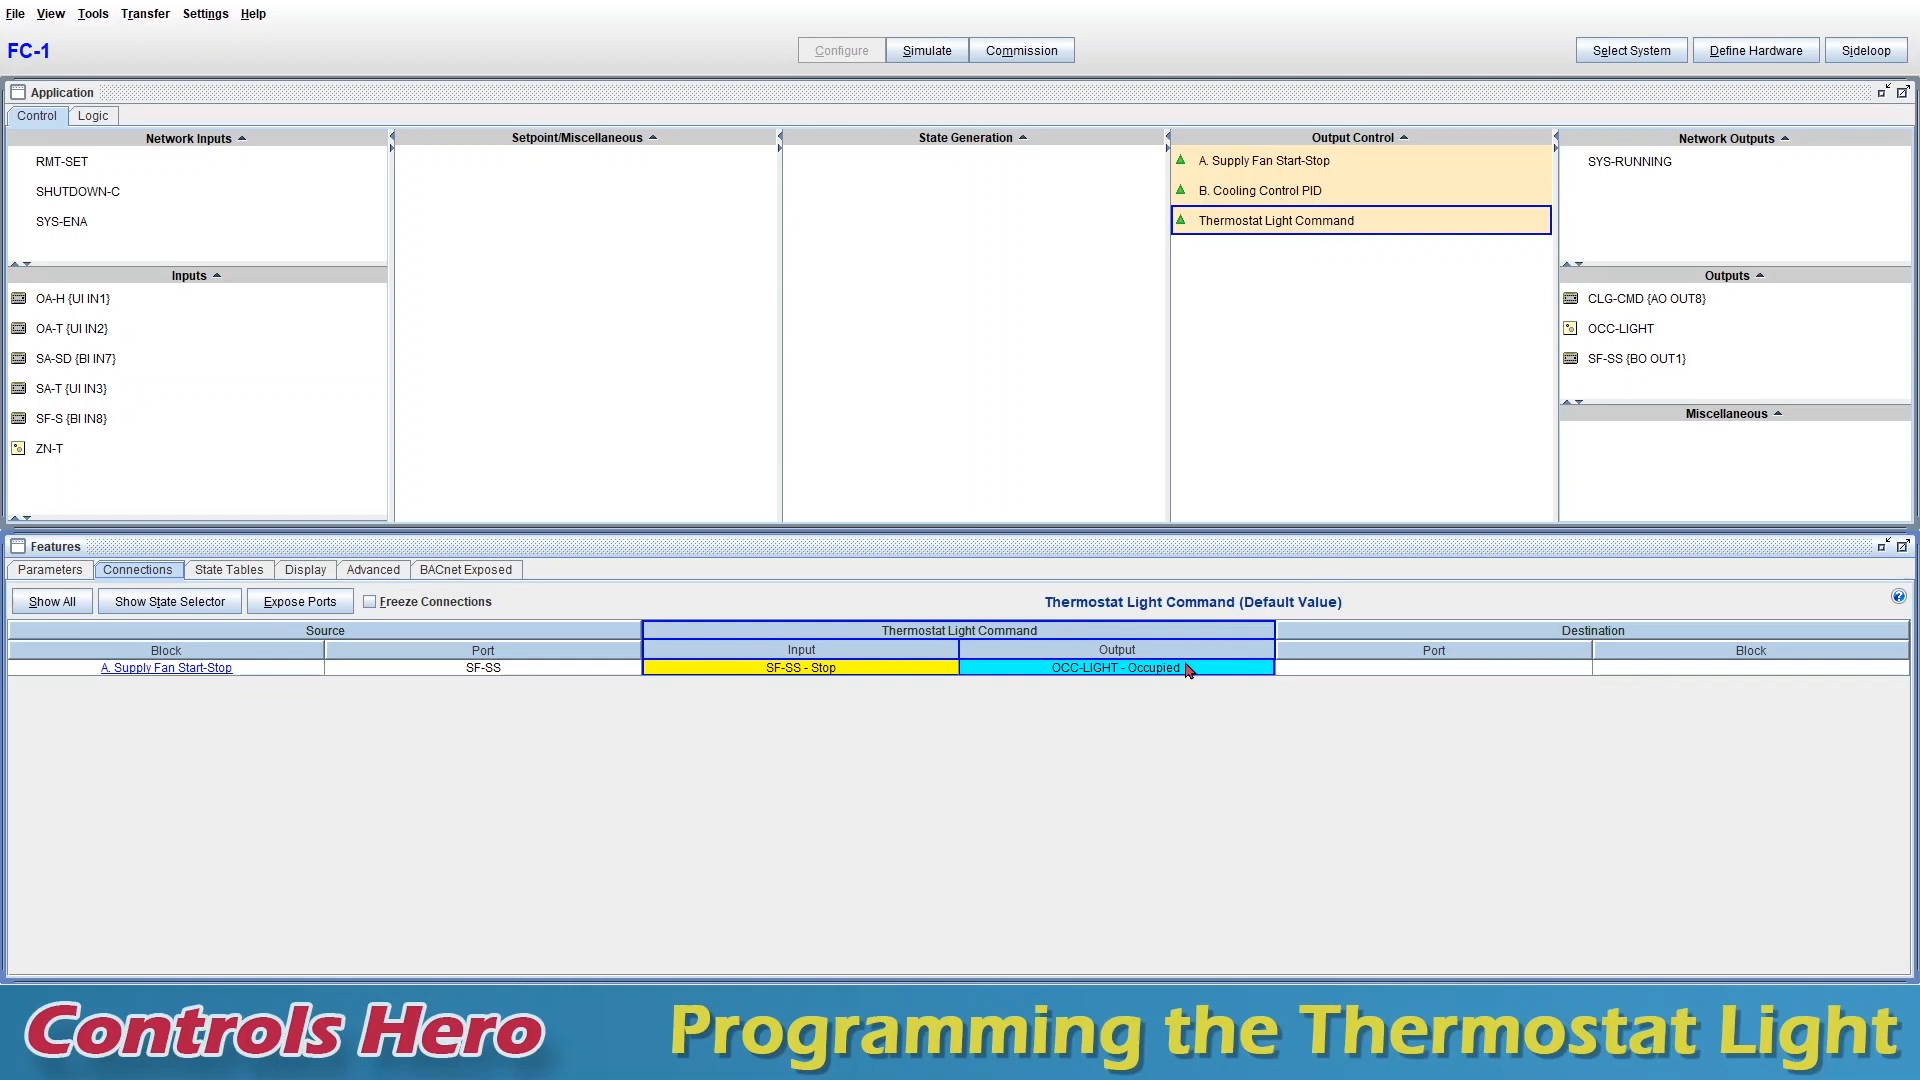 File View Tools Transfer Settings Help
FC-1
Configure Simulate Commission
Select System Define Hardware Sideloop
Application
Control Logic
Network Inputs
RMT-SET
SHUTDOWN-C
SYS-ENA
Inputs
OA-H {UI IN1}
OA-T {UI IN2}
SA-SD {BI IN7}
SA-T {UI IN3}
SF-S {BI IN8}
ZN-T
Setpoint/Miscellaneous
State Generation
Output Control
A. Supply Fan Start-Stop
B. Cooling Control PID
Thermostat Light Command
Network Outputs
SYS-RUNNING
Outputs
CLG-CMD {AO OUT8}
OCC-LIGHT
SF-SS {BO OUT1}
Miscellaneous
Features
Parameters Connections State Tables Display Advanced BACnet Exposed
Show All Show State Selector Expose Ports Freeze Connections
Thermostat Light Command (Default Value)
Source Thermostat Light Command Destination
Block Port Input Output Port Block
A. Supply Fan Start-Stop SF-SS SF-SS - Stop OCC-LIGHT - Occupied
Controls Hero
Programming the Thermostat Light